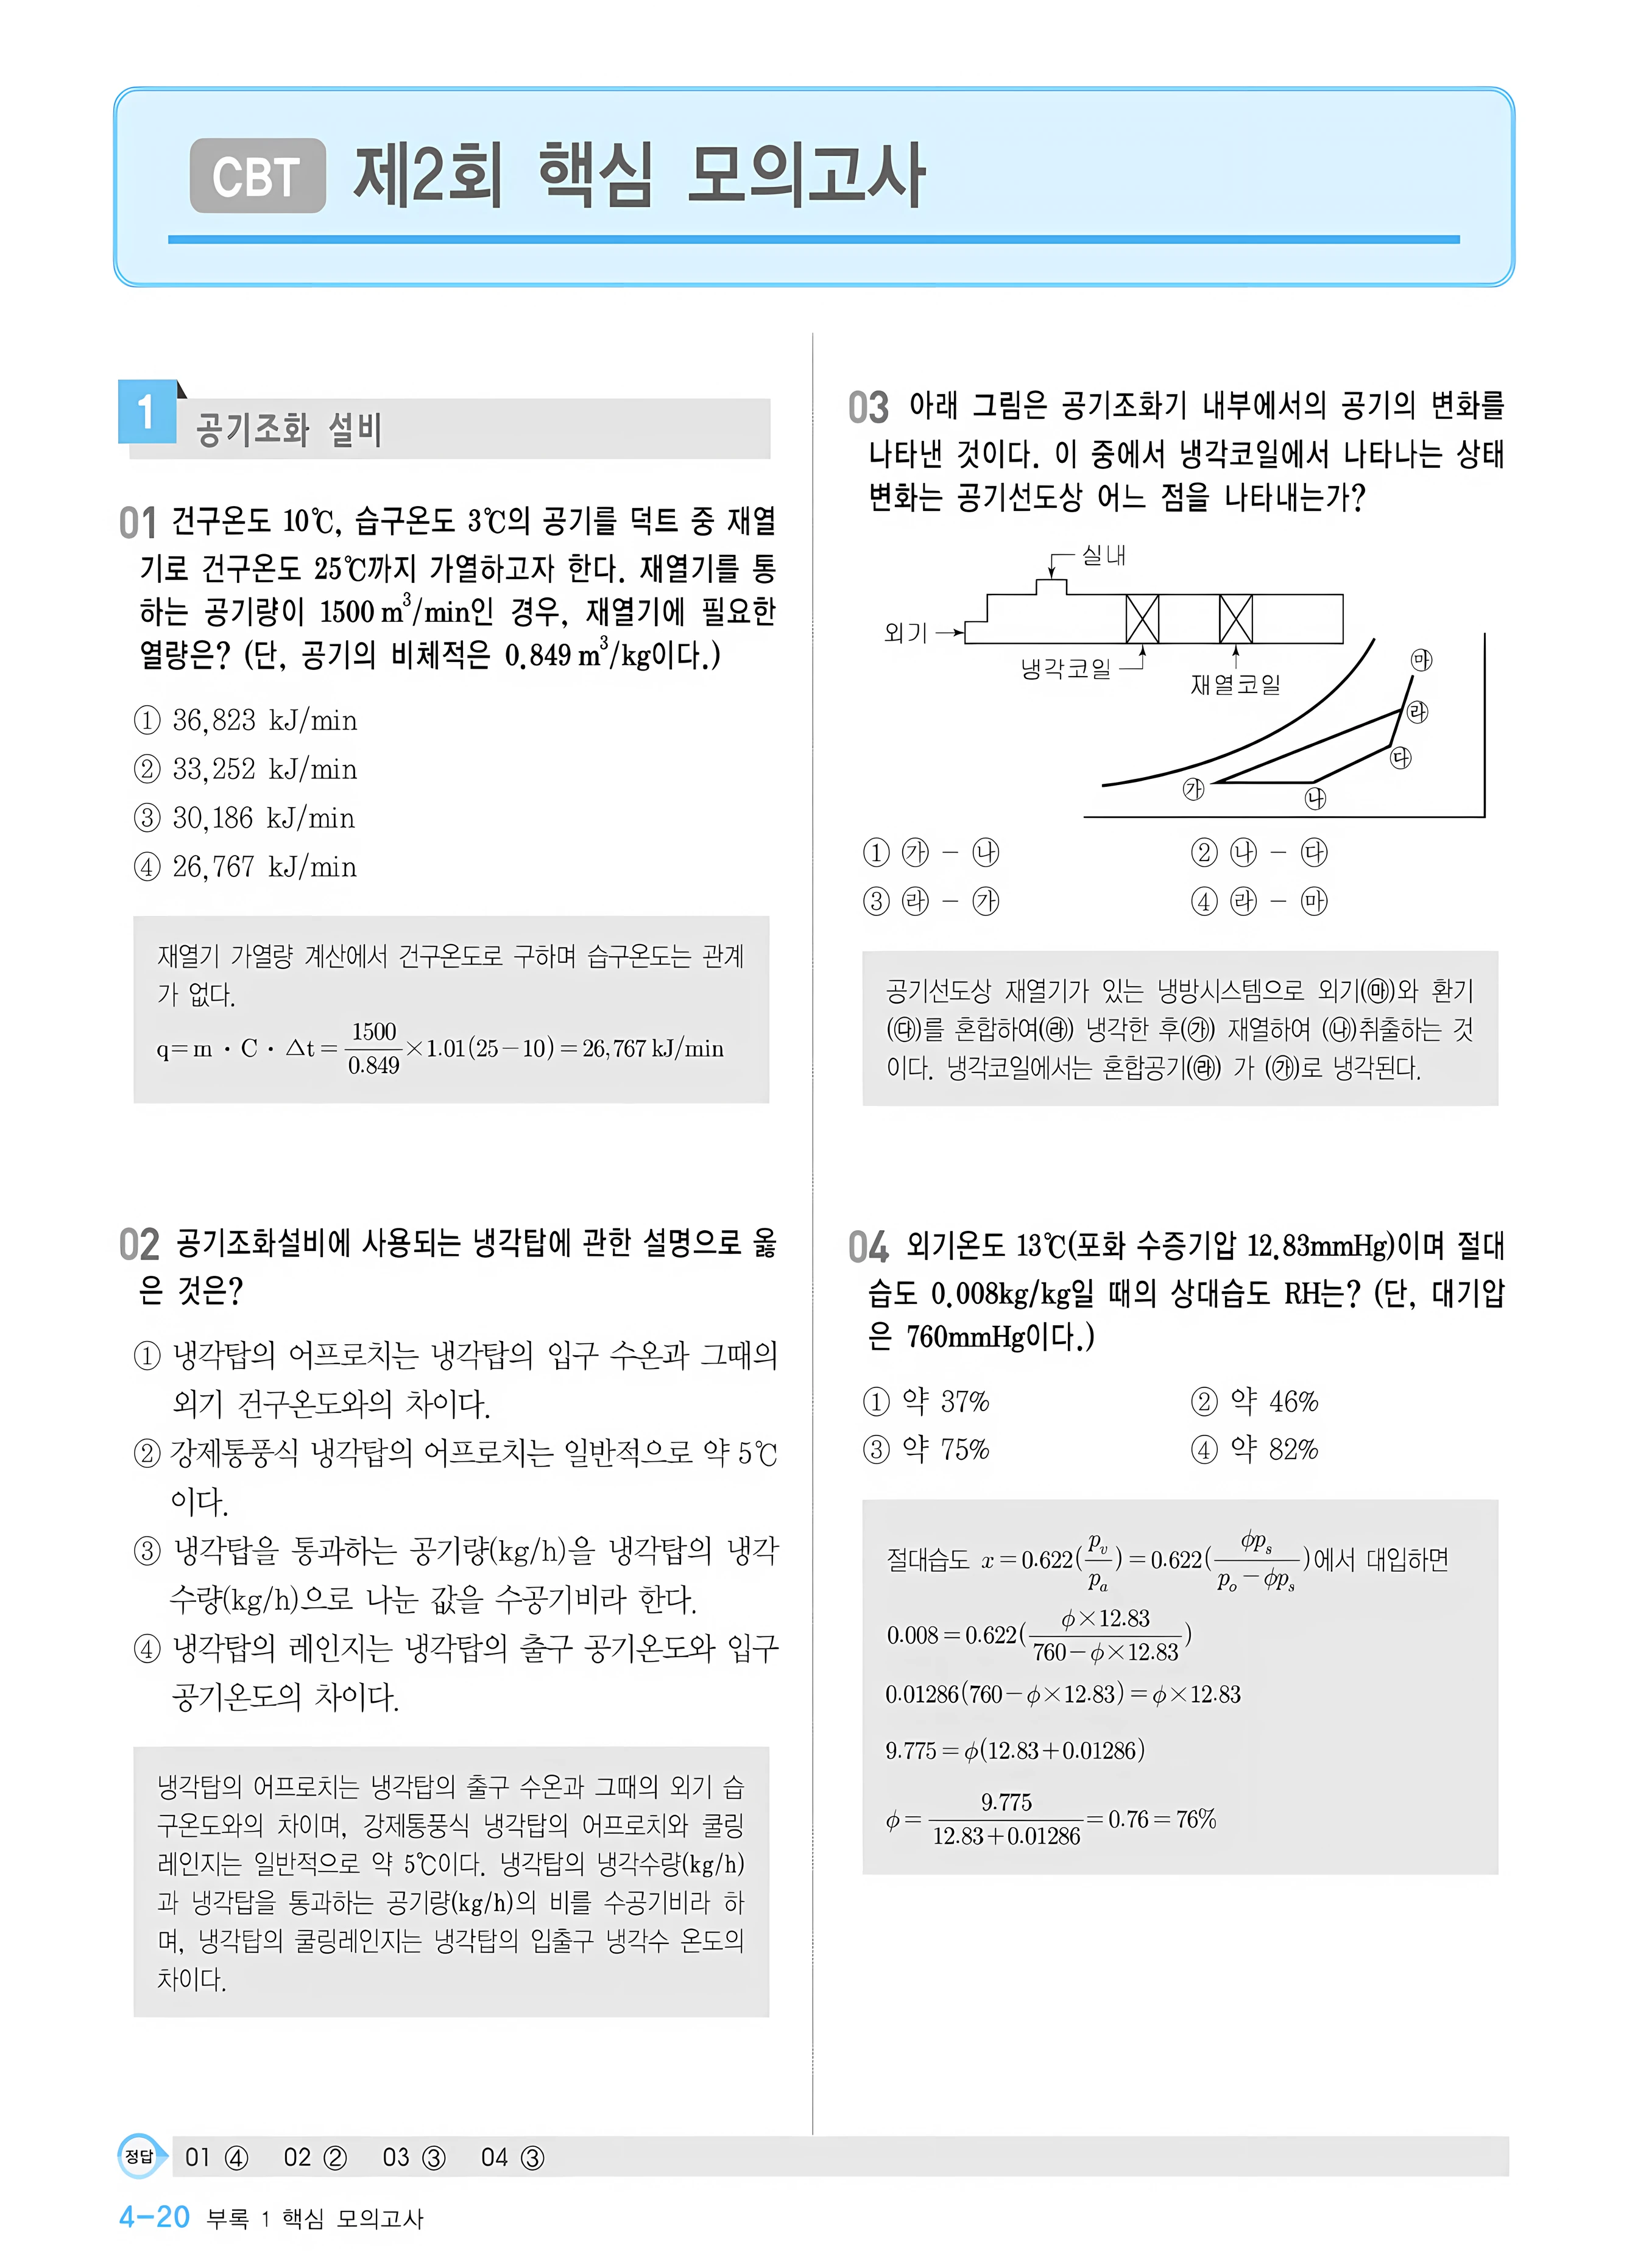 CBT 제2회 핵심 모의고사
1 공기조화 설비
01 건구온도 10℃, 습구온도 3℃의 공기를 덕트 중 재열
기로 건구온도 25℃까지 가열하고자 한다. 재열기를 통
하는 공기량이 1500 m³/min인 경우, 재열기에 필요한
열량은? (단, 공기의 비체적은 0.849 m³/kg이다.)
① 36,823 kJ/min
② 33,252 kJ/min
③ 30,186 kJ/min
④ 26,767 kJ/min
재열기 가열량 계산에서 건구온도로 구하며 습구온도는 관계
가 없다.
q=m · C · △t=1500/0.849×1.01(25−10)=26,767 kJ/min
02 공기조화설비에 사용되는 냉각탑에 관한 설명으로 옳
은 것은?
① 냉각탑의 어프로치는 냉각탑의 입구 수온과 그때의
외기 건구온도와의 차이다.
② 강제통풍식 냉각탑의 어프로치는 일반적으로 약 5℃
이다.
③ 냉각탑을 통과하는 공기량(kg/h)을 냉각탑의 냉각
수량(kg/h)으로 나눈 값을 수공기비라 한다.
④ 냉각탑의 레인지는 냉각탑의 출구 공기온도와 입구
공기온도의 차이다.
냉각탑의 어프로치는 냉각탑의 출구 수온과 그때의 외기 습
구온도와의 차이며, 강제통풍식 냉각탑의 어프로치와 쿨링
레인지는 일반적으로 약 5℃이다. 냉각탑의 냉각수량(kg/h)
과 냉각탑을 통과하는 공기량(kg/h)의 비를 수공기비라 하
며, 냉각탑의 쿨링레인지는 냉각탑의 입출구 냉각수 온도의
차이다.
03 아래 그림은 공기조화기 내부에서의 공기의 변화를
나타낸 것이다. 이 중에서 냉각코일에서 나타나는 상태
변화는 공기선도상 어느 점을 나타내는가?
실내
외기
냉각코일
재열코일
㉮
㉯
㉰
㉱
㉲
① ㉮ − ㉯ ② ㉯ − ㉰
③ ㉱ − ㉮ ④ ㉱ − ㉲
공기선도상 재열기가 있는 냉방시스템으로 외기(㉲)와 환기
(㉰)를 혼합하여(㉱) 냉각한 후(㉮) 재열하여 (㉯)취출하는 것
이다. 냉각코일에서는 혼합공기(㉱) 가 (㉮)로 냉각된다.
04 외기온도 13℃(포화 수증기압 12.83mmHg)이며 절대
습도 0.008kg/kg일 때의 상대습도 RH는? (단, 대기압
은 760mmHg이다.)
① 약 37% ② 약 46%
③ 약 75% ④ 약 82%
절대습도 x=0.622(pᵥ/pₐ)=0.622(ϕpₛ/(pₒ−ϕpₛ))에서 대입하면
0.008=0.622(ϕ×12.83/(760−ϕ×12.83))
0.01286(760−ϕ×12.83)=ϕ×12.83
9.775=ϕ(12.83+0.01286)
ϕ=9.775/(12.83+0.01286)=0.76=76%
정답 01 ④ 02 ② 03 ③ 04 ③
4−20 부록 1 핵심 모의고사